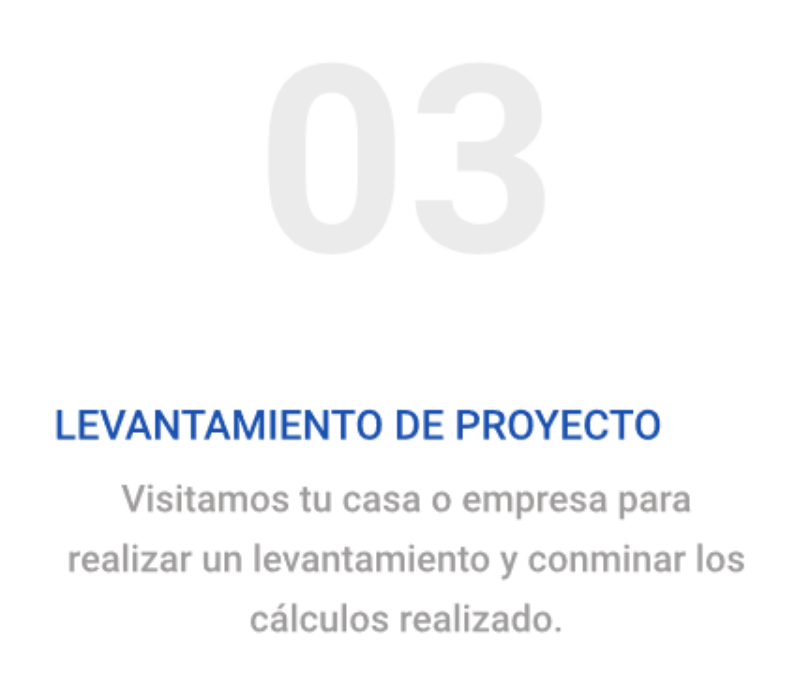 03
LEVANTAMIENTO DE PROYECTO
Visitamos tu casa o empresa para
realizar un levantamiento y conminar los
cálculos realizado.